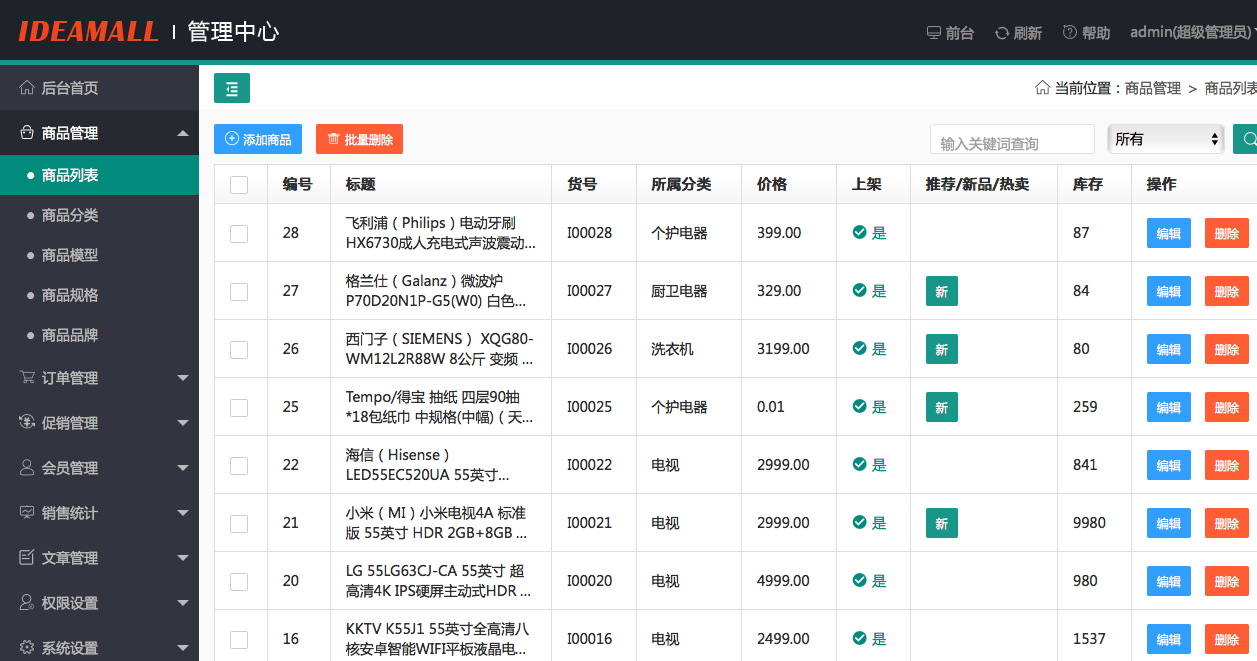 IDEAMALL | 管理中心
前台 刷新 帮助 admin(超级管理员)
后台首页
商品管理
商品列表
商品分类
商品模型
商品规格
商品品牌
订单管理
促销管理
会员管理
销售统计
文章管理
权限设置
系统设置
当前位置：商品管理 > 商品列表
添加商品 批量删除 输入关键词查询 所有
编号 标题 货号 所属分类 价格 上架 推荐/新品/热卖 库存 操作
28 飞利浦（Philips）电动牙刷 I00028 个护电器 399.00 是 87 编辑 删除
HX6730成人充电式声波震动...
27 格兰仕（Galanz）微波炉 I00027 厨卫电器 329.00 是 新 84 编辑 删除
P70D20N1P-G5(W0) 白色...
26 西门子（SIEMENS） XQG80- I00026 洗衣机 3199.00 是 新 80 编辑 删除
WM12L2R88W 8公斤 变频 ...
25 Tempo/得宝 抽纸 四层90抽 I00025 个护电器 0.01 是 新 259 编辑 删除
*18包纸巾 中规格(中幅)（天...
22 海信（Hisense） I00022 电视 2999.00 是 841 编辑 删除
LED55EC520UA 55英寸...
21 小米（MI）小米电视4A 标准 I00021 电视 2999.00 是 新 9980 编辑 删除
版 55英寸 HDR 2GB+8GB ...
20 LG 55LG63CJ-CA 55英寸 超 I00020 电视 4999.00 是 980 编辑 删除
高清4K IPS硬屏主动式HDR ...
16 KKTV K55J1 55英寸全高清八 I00016 电视 2499.00 是 1537 编辑 删除
核安卓智能WIFI平板液晶电...